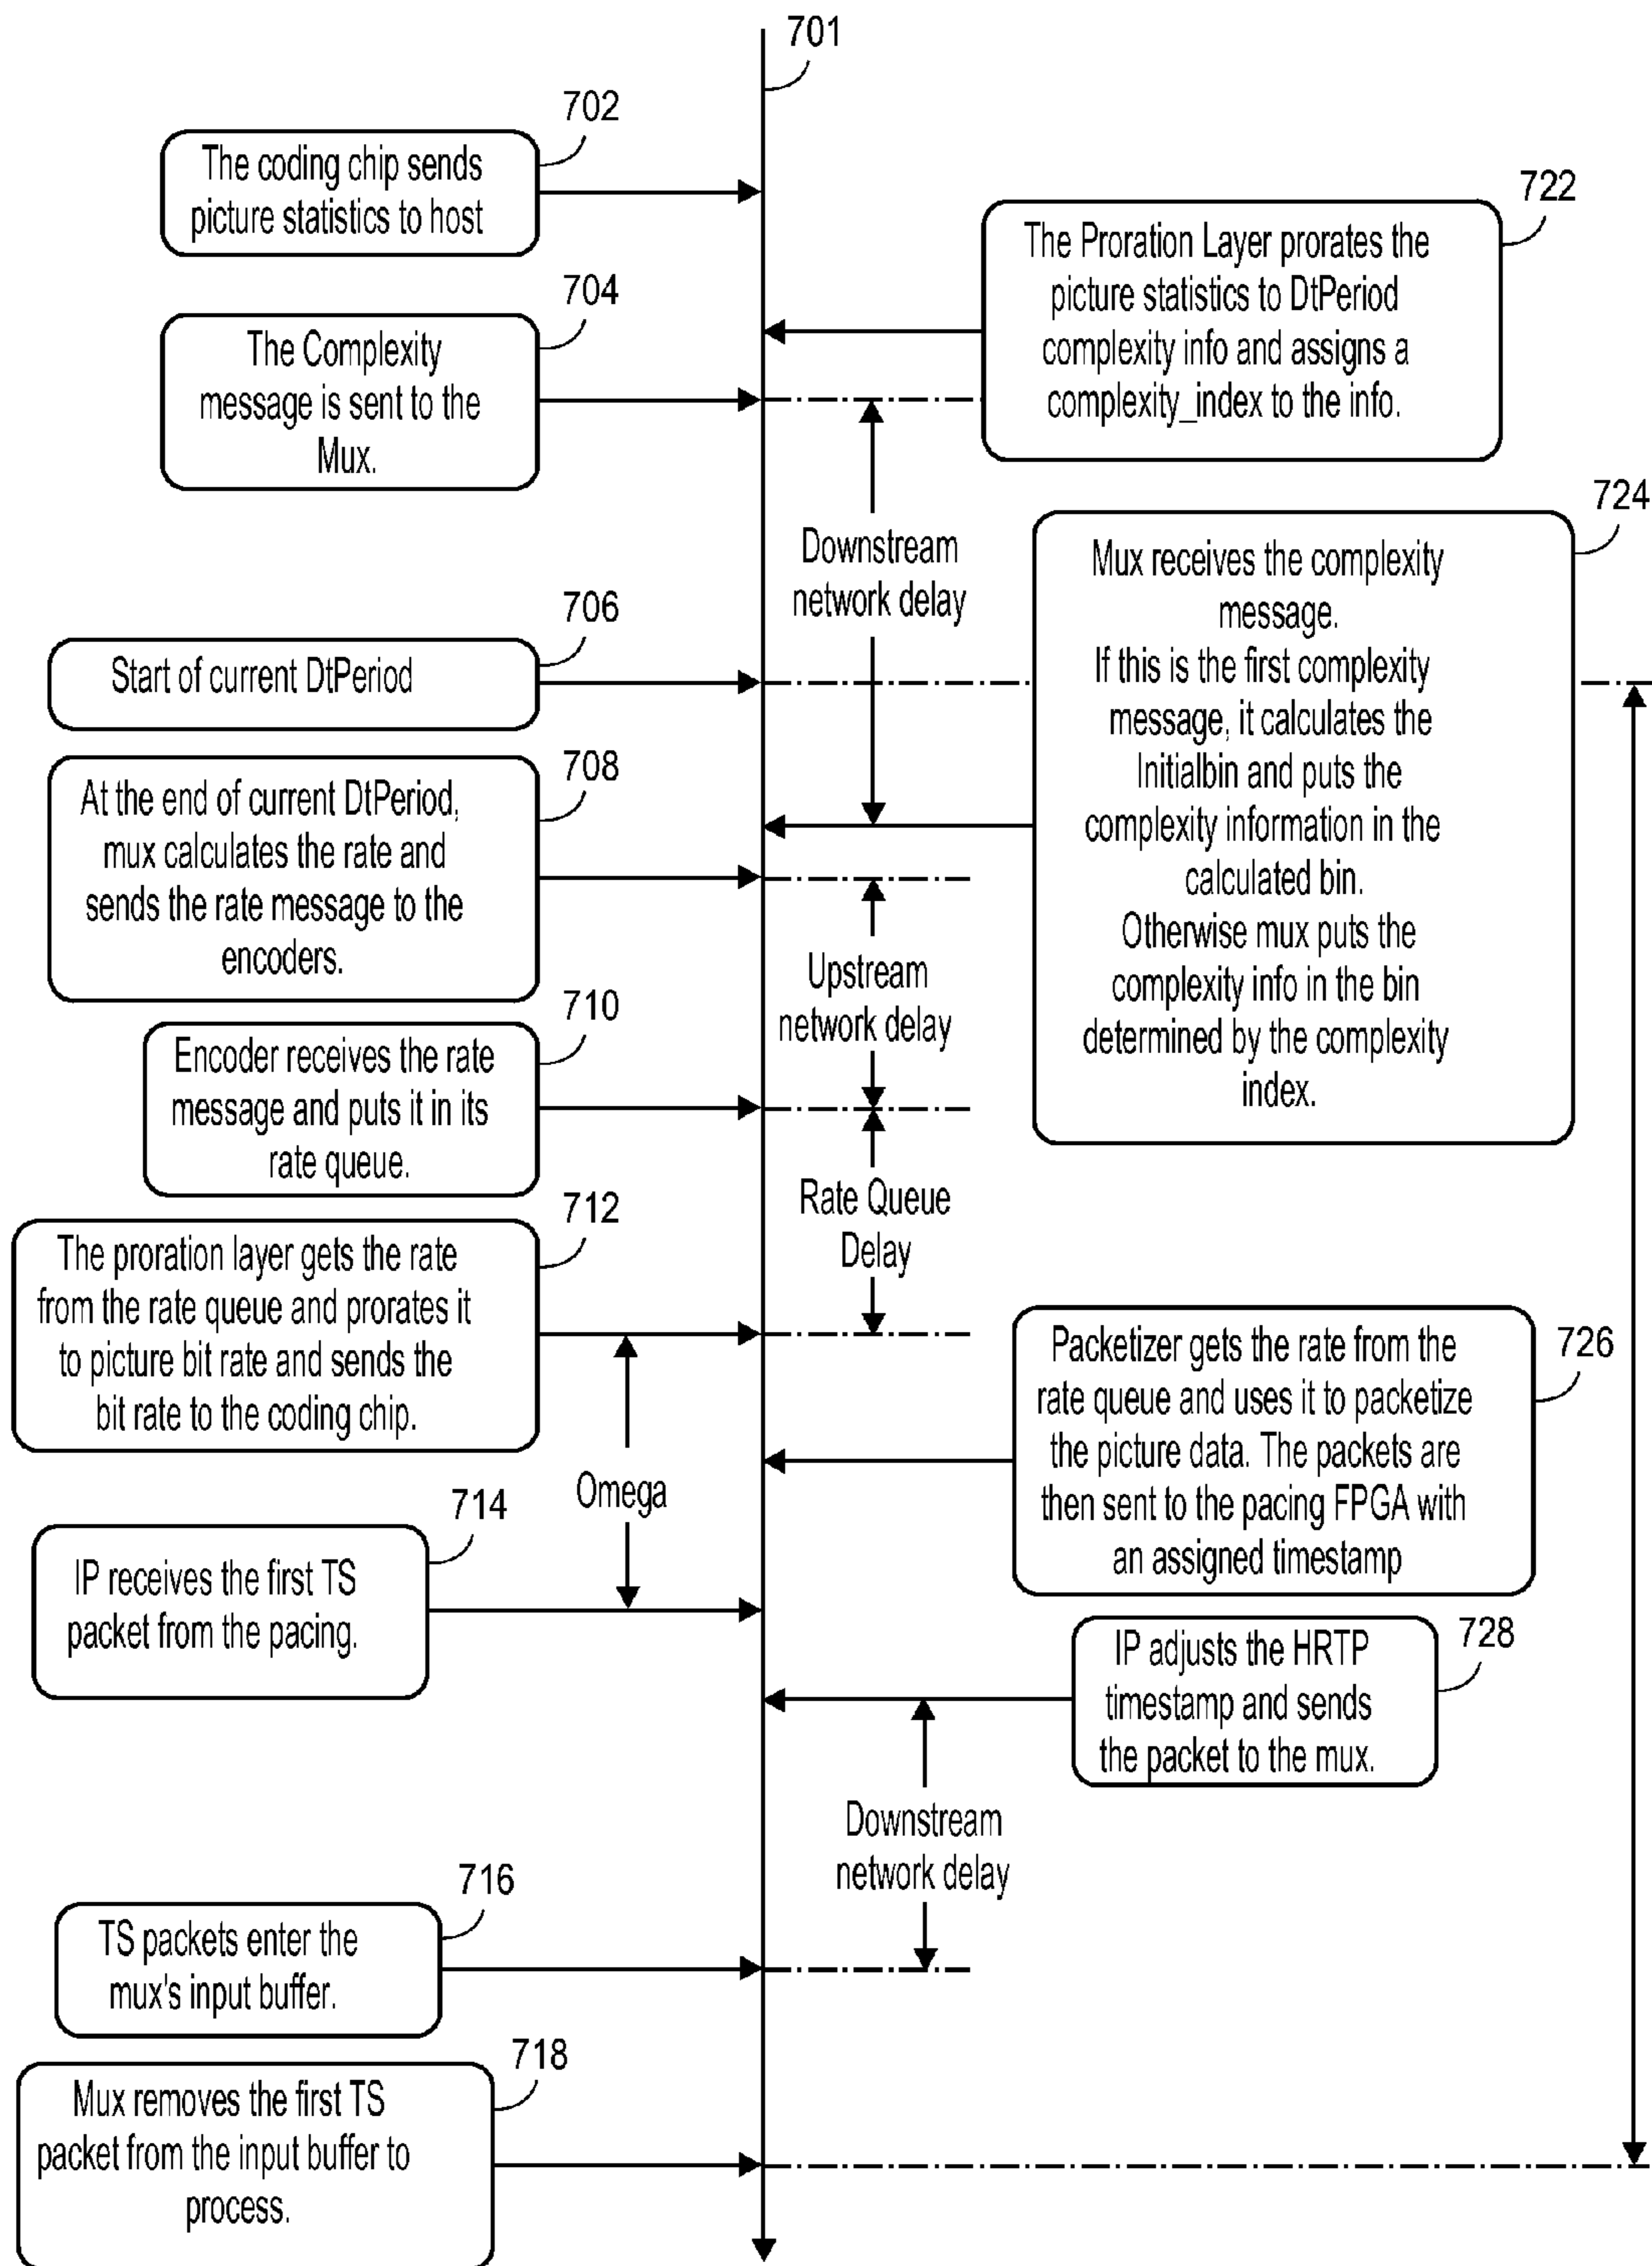 701
702
The coding chip sends
picture statistics to host
722
The Proration Layer prorates the
picture statistics to DtPeriod
complexity info and assigns a
complexity_index to the info.
704
The Complexity
message is sent to the
Mux.
Downstream
network delay
724
Mux receives the complexity
message.
If this is the first complexity
message, it calculates the
Initialbin and puts the
complexity information in the
calculated bin.
Otherwise mux puts the
complexity info in the bin
determined by the complexity
index.
706
Start of current DtPeriod
708
At the end of current DtPeriod,
mux calculates the rate and
sends the rate message to the
encoders.
Upstream
network delay
710
Encoder receives the rate
message and puts it in its
rate queue.
Rate Queue
Delay
712
The proration layer gets the rate
from the rate queue and prorates it
to picture bit rate and sends the
bit rate to the coding chip.
726
Packetizer gets the rate from the
rate queue and uses it to packetize
the picture data. The packets are
then sent to the pacing FPGA with
an assigned timestamp
Omega
714
IP receives the first TS
packet from the pacing.
728
IP adjusts the HRTP
timestamp and sends
the packet to the mux.
Downstream
network delay
716
TS packets enter the
mux's input buffer.
718
Mux removes the first TS
packet from the input buffer to
process.